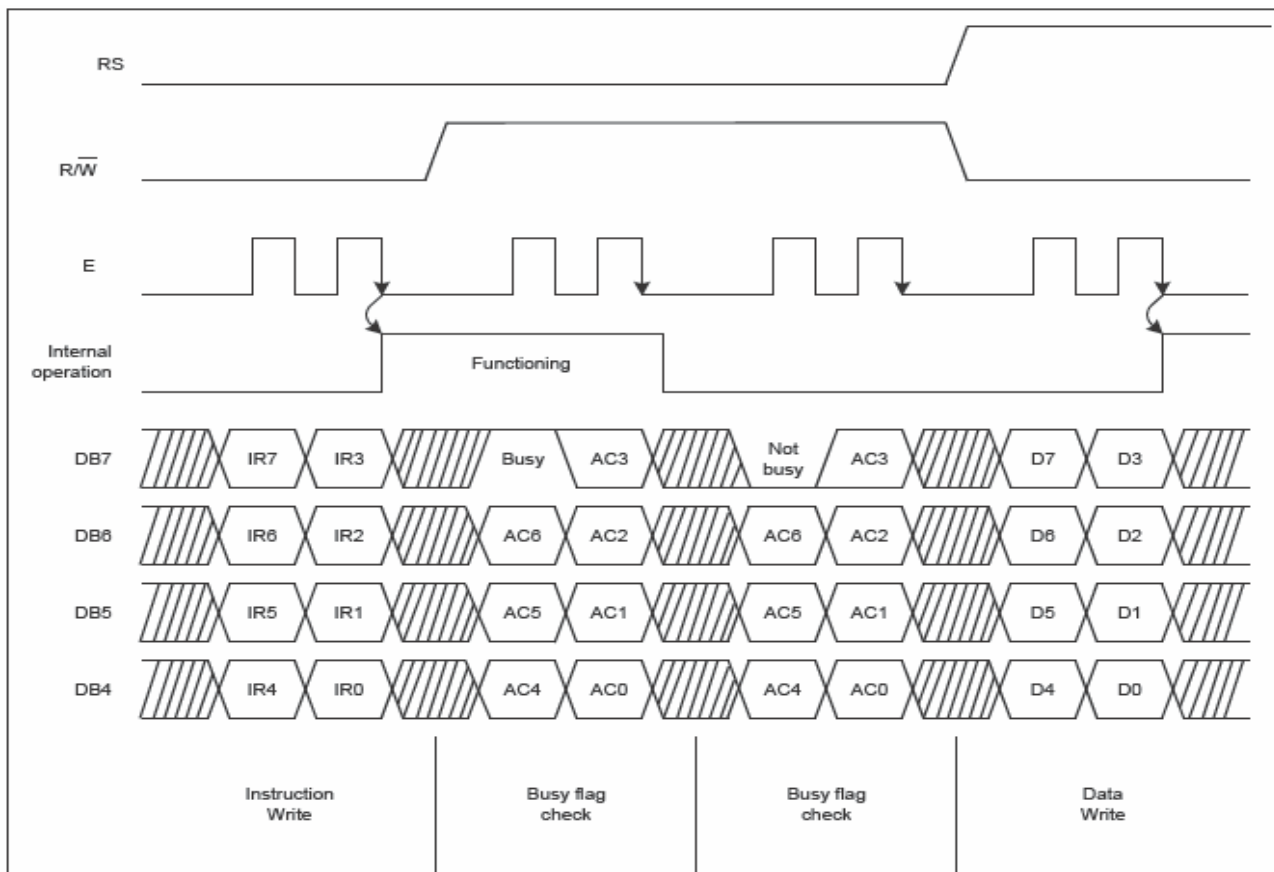 RS
R/W̅
E
Internal
operation
Functioning
DB7
IR7
IR3
Busy
AC3
Not
busy
AC3
D7
D3
DB6
IR6
IR2
AC6
AC2
AC6
AC2
D6
D2
DB5
IR5
IR1
AC5
AC1
AC5
AC1
D5
D1
DB4
IR4
IR0
AC4
AC0
AC4
AC0
D4
D0
Instruction
Write
Busy flag
check
Busy flag
check
Data
Write